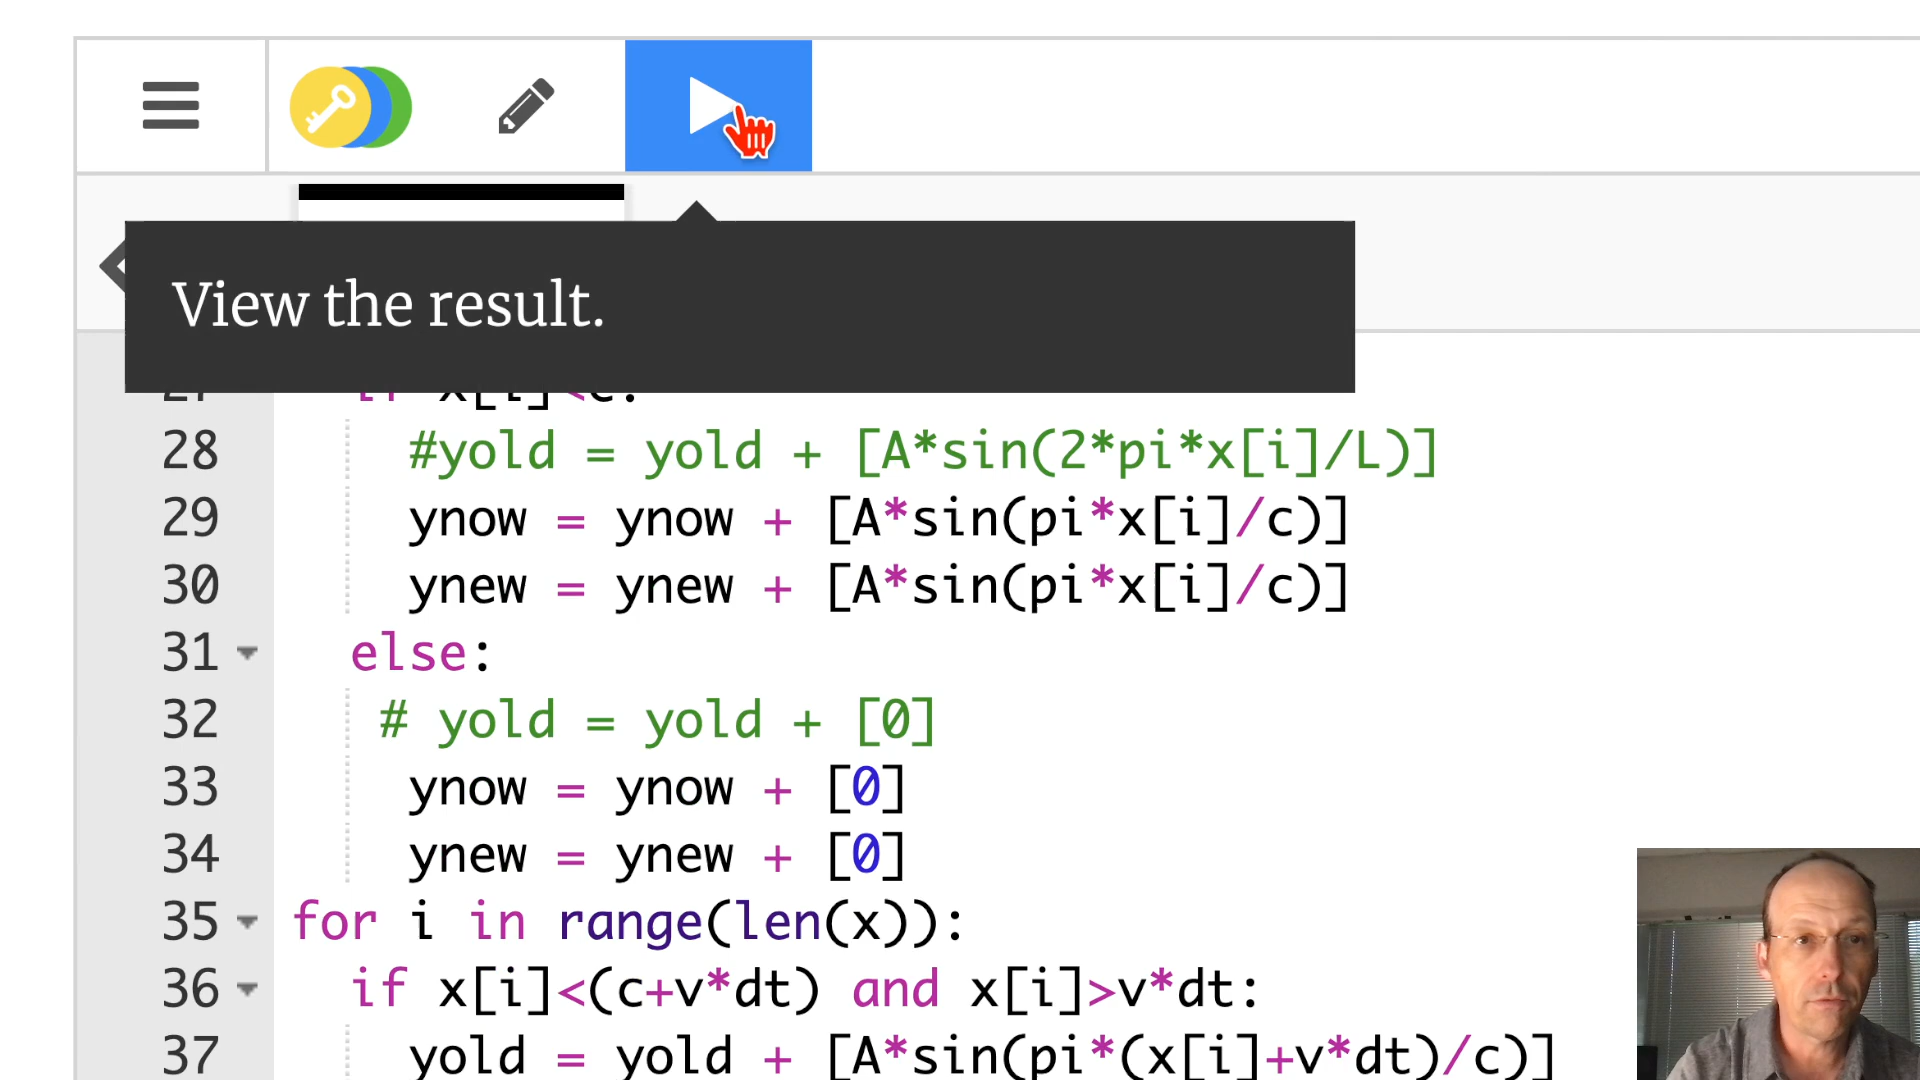 View the result.
27 if x[i]<c:
28 #yold = yold + [A*sin(2*pi*x[i]/L)]
29 ynow = ynow + [A*sin(pi*x[i]/c)]
30 ynew = ynew + [A*sin(pi*x[i]/c)]
31 else:
32 # yold = yold + [0]
33 ynow = ynow + [0]
34 ynew = ynew + [0]
35 for i in range(len(x)):
36 if x[i]<(c+v*dt) and x[i]>v*dt:
37 yold = yold + [A*sin(pi*(x[i]+v*dt)/c)]